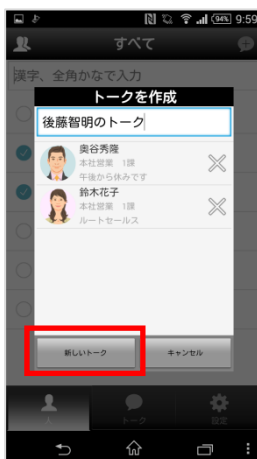 94% 9:59
すべて
漢字、全角かなで入力
トークを作成
後藤智明のトーク
奥谷秀隆
本社営業 1課
午後から休みです
鈴木花子
本社営業 1課
ルートセールス
新しいトーク
キャンセル
人
トーク
設定